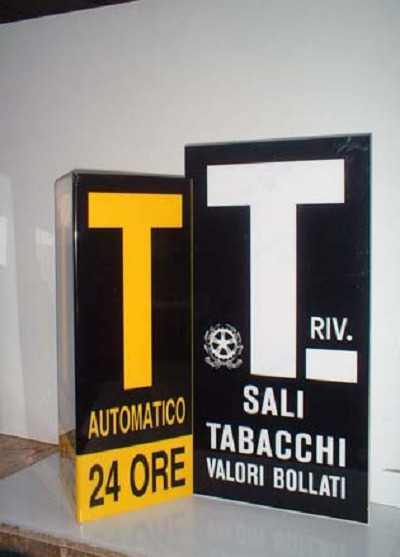 T
AUTOMATICO
24 ORE
T.
RIV.
SALI
TABACCHI
VALORI BOLLATI